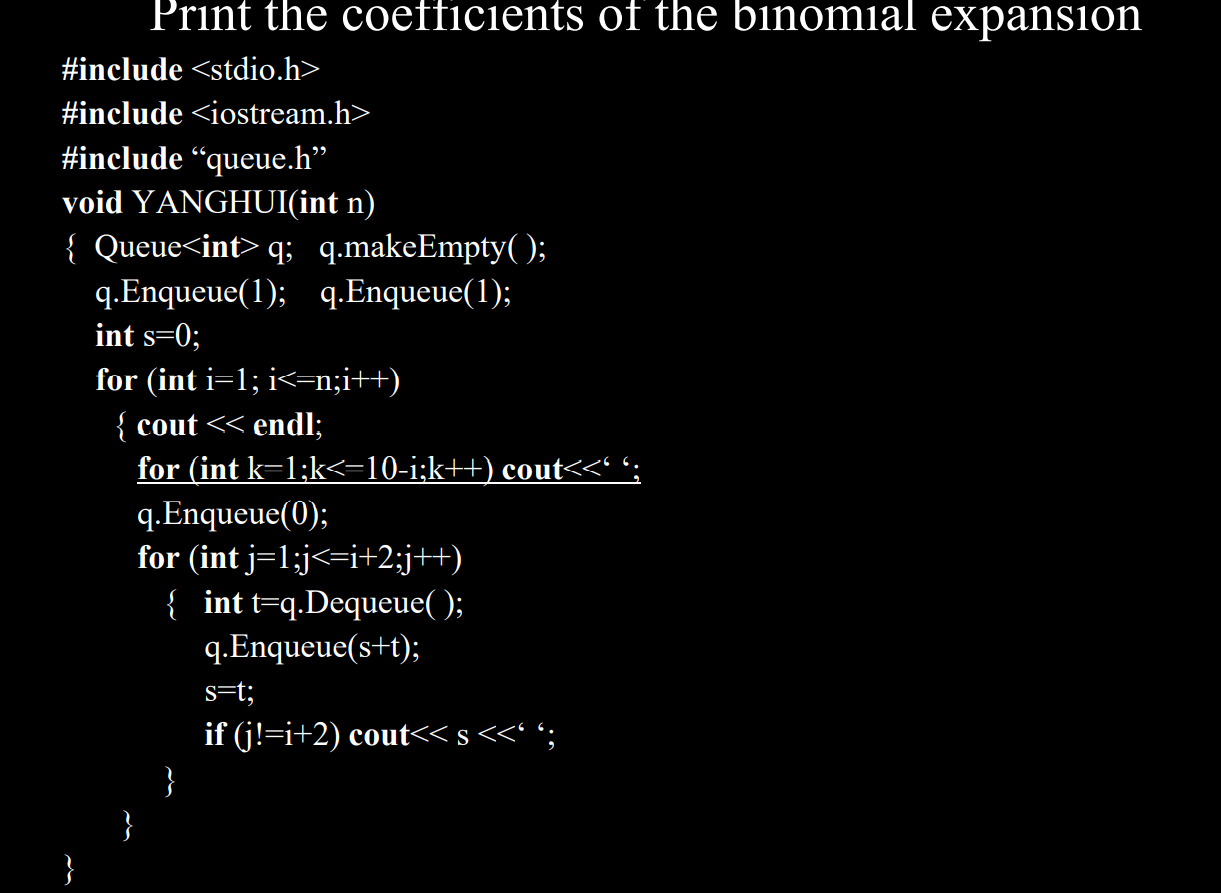 Print the coefficients of the binomial expansion
#include <stdio.h>
#include <iostream.h>
#include “queue.h”
void YANGHUI(int n)
{ Queue<int> q; q.makeEmpty( );
q.Enqueue(1); q.Enqueue(1);
int s=0;
for (int i=1; i<=n;i++)
{ cout << endl;
for (int k=1;k<=10-i;k++) cout<<‘ ‘;
q.Enqueue(0);
for (int j=1;j<=i+2;j++)
{ int t=q.Dequeue( );
q.Enqueue(s+t);
s=t;
if (j!=i+2) cout<< s <<‘ ‘;
}
}
}